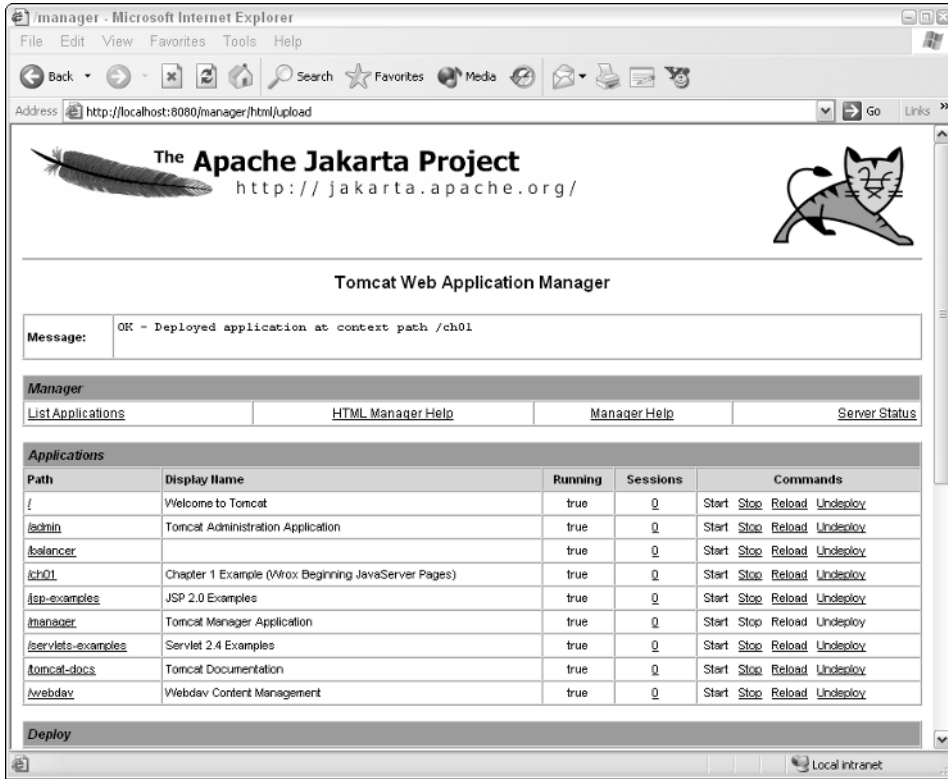 /manager - Microsoft Internet Explorer
File Edit View Favorites Tools Help
Back Search Favorites Media
Address http://localhost:8080/manager/html/upload Go Links »
The Apache Jakarta Project
http://jakarta.apache.org/
Tomcat Web Application Manager
Message: OK - Deployed application at context path /ch01
Manager
List Applications HTML Manager Help Manager Help Server Status
Applications
Path Display Name Running Sessions Commands
/ Welcome to Tomcat true 0 Start Stop Reload Undeploy
/admin Tomcat Administration Application true 0 Start Stop Reload Undeploy
/balancer true 0 Start Stop Reload Undeploy
/ch01 Chapter 1 Example (Wrox Beginning JavaServer Pages) true 0 Start Stop Reload Undeploy
/jsp-examples JSP 2.0 Examples true 0 Start Stop Reload Undeploy
/manager Tomcat Manager Application true 0 Start Stop Reload Undeploy
/servlets-examples Servlet 2.4 Examples true 0 Start Stop Reload Undeploy
/tomcat-docs Tomcat Documentation true 0 Start Stop Reload Undeploy
/webdav Webdav Content Management true 0 Start Stop Reload Undeploy
Deploy
Local intranet